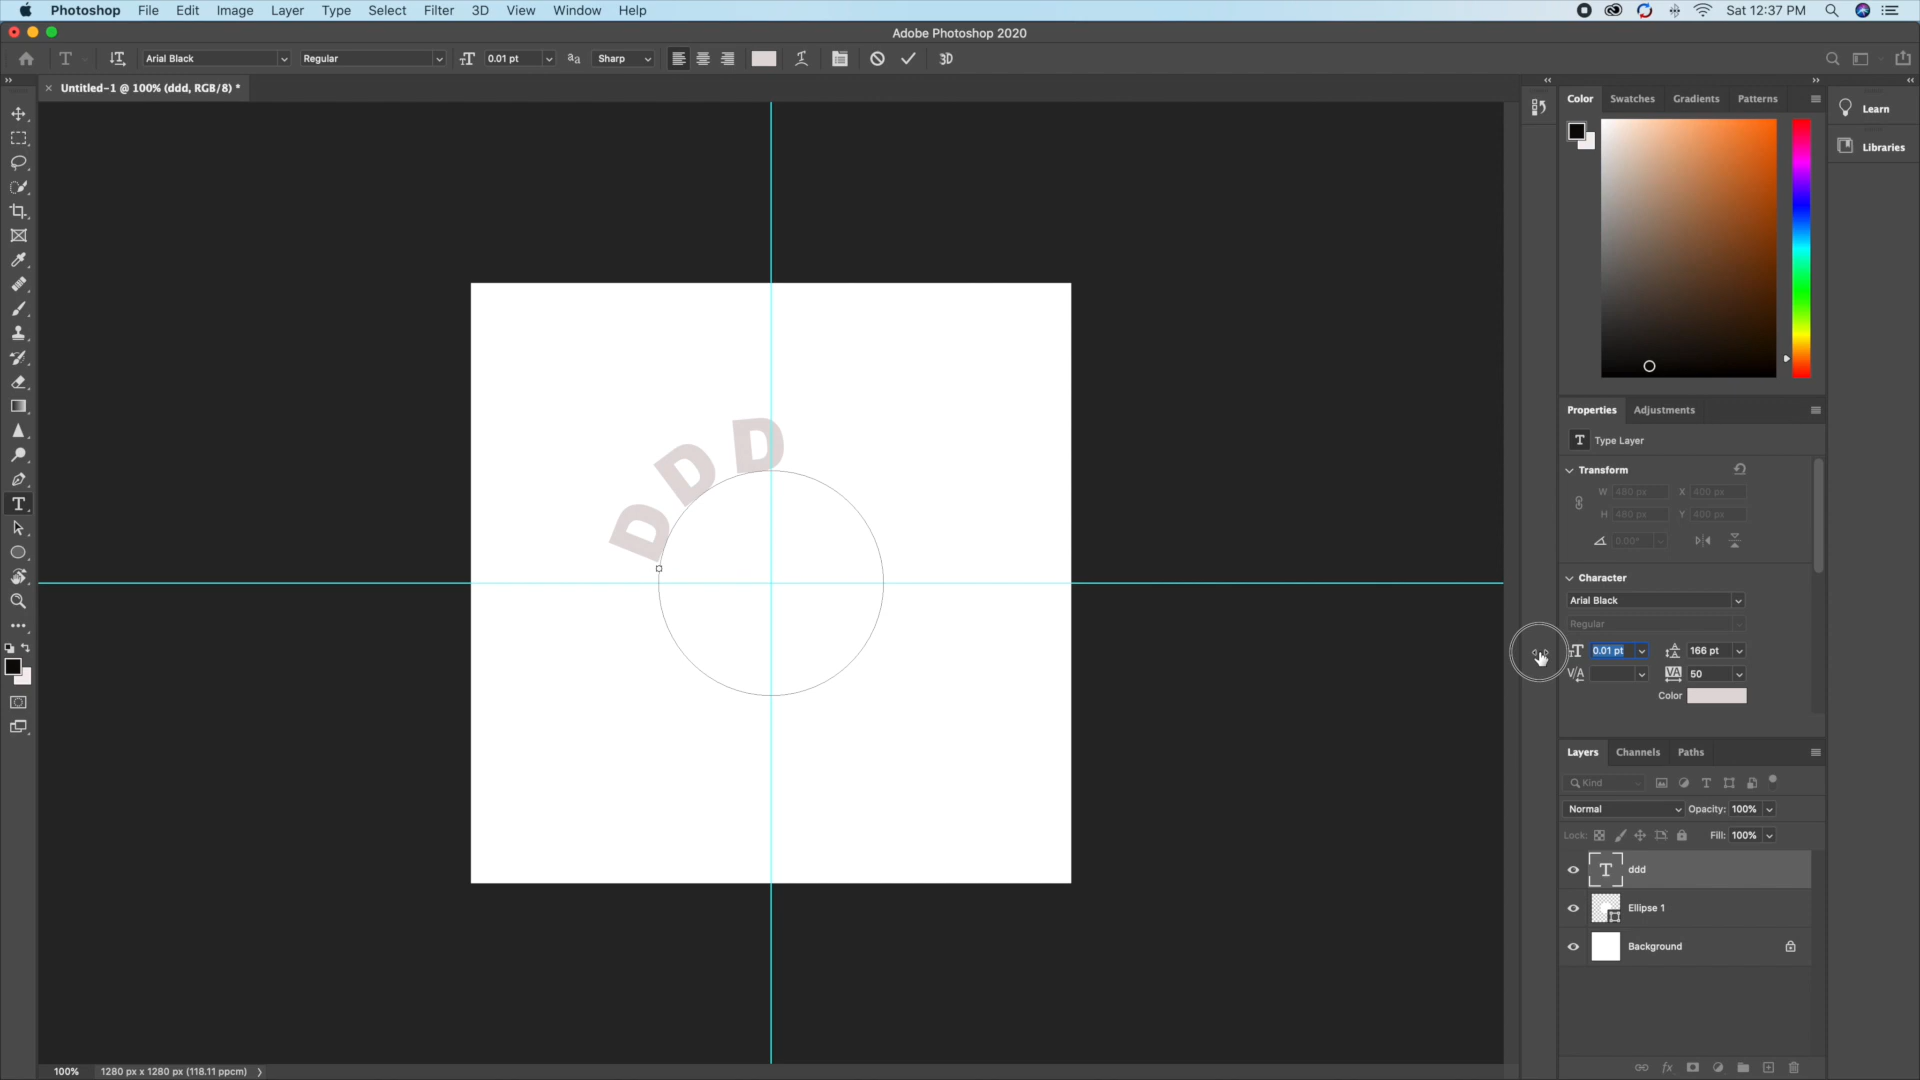 Photoshop File Edit Image Layer Type Select Filter 3D View Window Help Sat 12:37 PM
Adobe Photoshop 2020
Arial Black Regular 0.01 pt Sharp 3D
Untitled-1 @ 100% (ddd, RGB/8) *
Color Swatches Gradients Patterns
Learn
Libraries
D D D
Properties Adjustments
Type Layer
Transform
W 480 px X 400 px
H 480 px Y 400 px
0.00°
Character
Arial Black
Regular
0.01 pt 166 pt
50
Color
Layers Channels Paths
Kind
Normal Opacity: 100%
Lock: Fill: 100%
ddd
Ellipse 1
Background
100% 1280 px x 1280 px (118.11 ppcm)